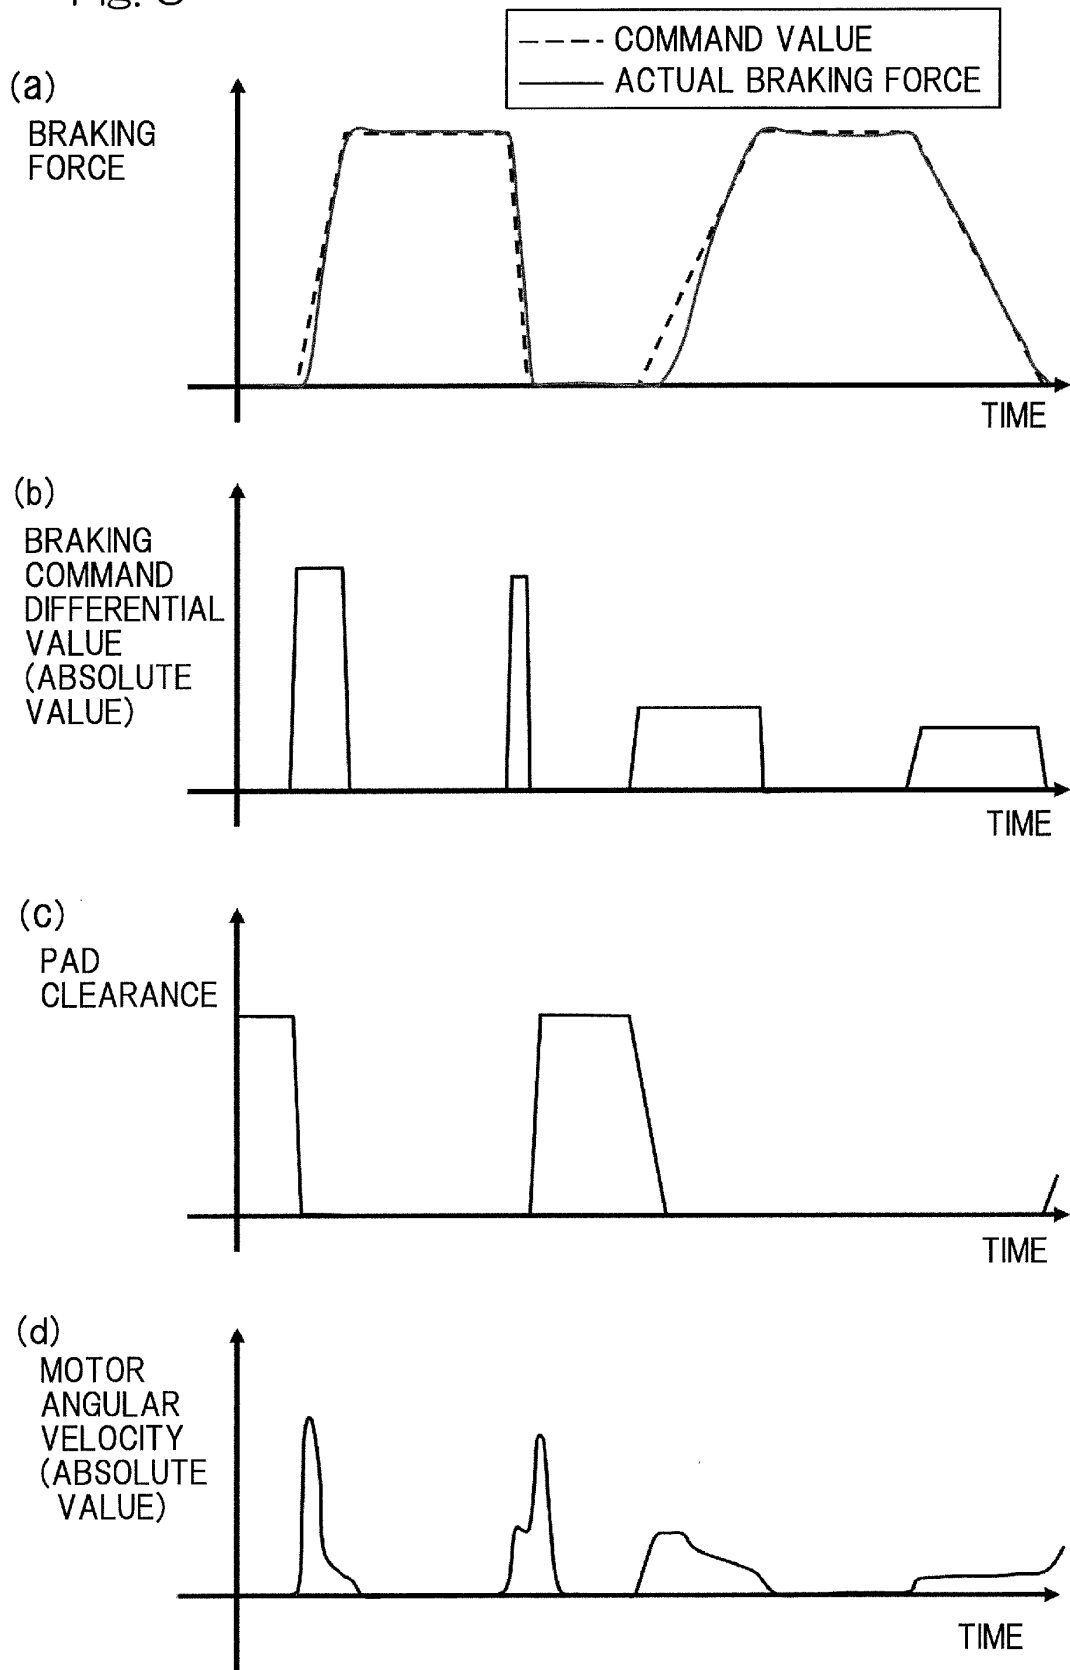 Fig.
COMMAND VALUE
ACTUAL BRAKING FORCE
(a)
BRAKING
FORCE
TIME
(b)
BRAKING
COMMAND
DIFFERENTIAL
VALUE
(ABSOLUTE
VALUE)
TIME
(c)
PAD
CLEARANCE
TIME
(d)
MOTOR
ANGULAR
VELOCITY
(ABSOLUTE
VALUE)
TIME